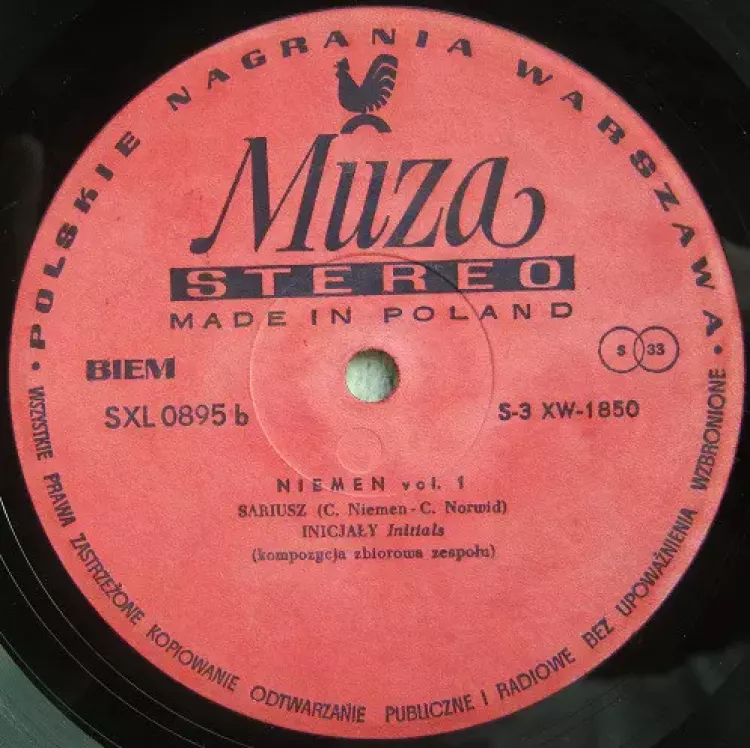 • POLSKIE NAGRANIA WARSZAWA •
Muza
STEREO
MADE IN POLAND
BIEM
S 33
SXL 0895 b
S-3 XW-1850
NIEMEN vol. 1
SARIUSZ (C. Niemen - C. Norwid)
INICJAŁY Initials
(kompozycja zbiorowa zespołu)
WSZYSTKIE PRAWA ZASTRZEŻONE KOPIOWANIE ODTWARZANIE PUBLICZNE I RADIOWE BEZ UPOWAŻNIENIA WZBRONIONE